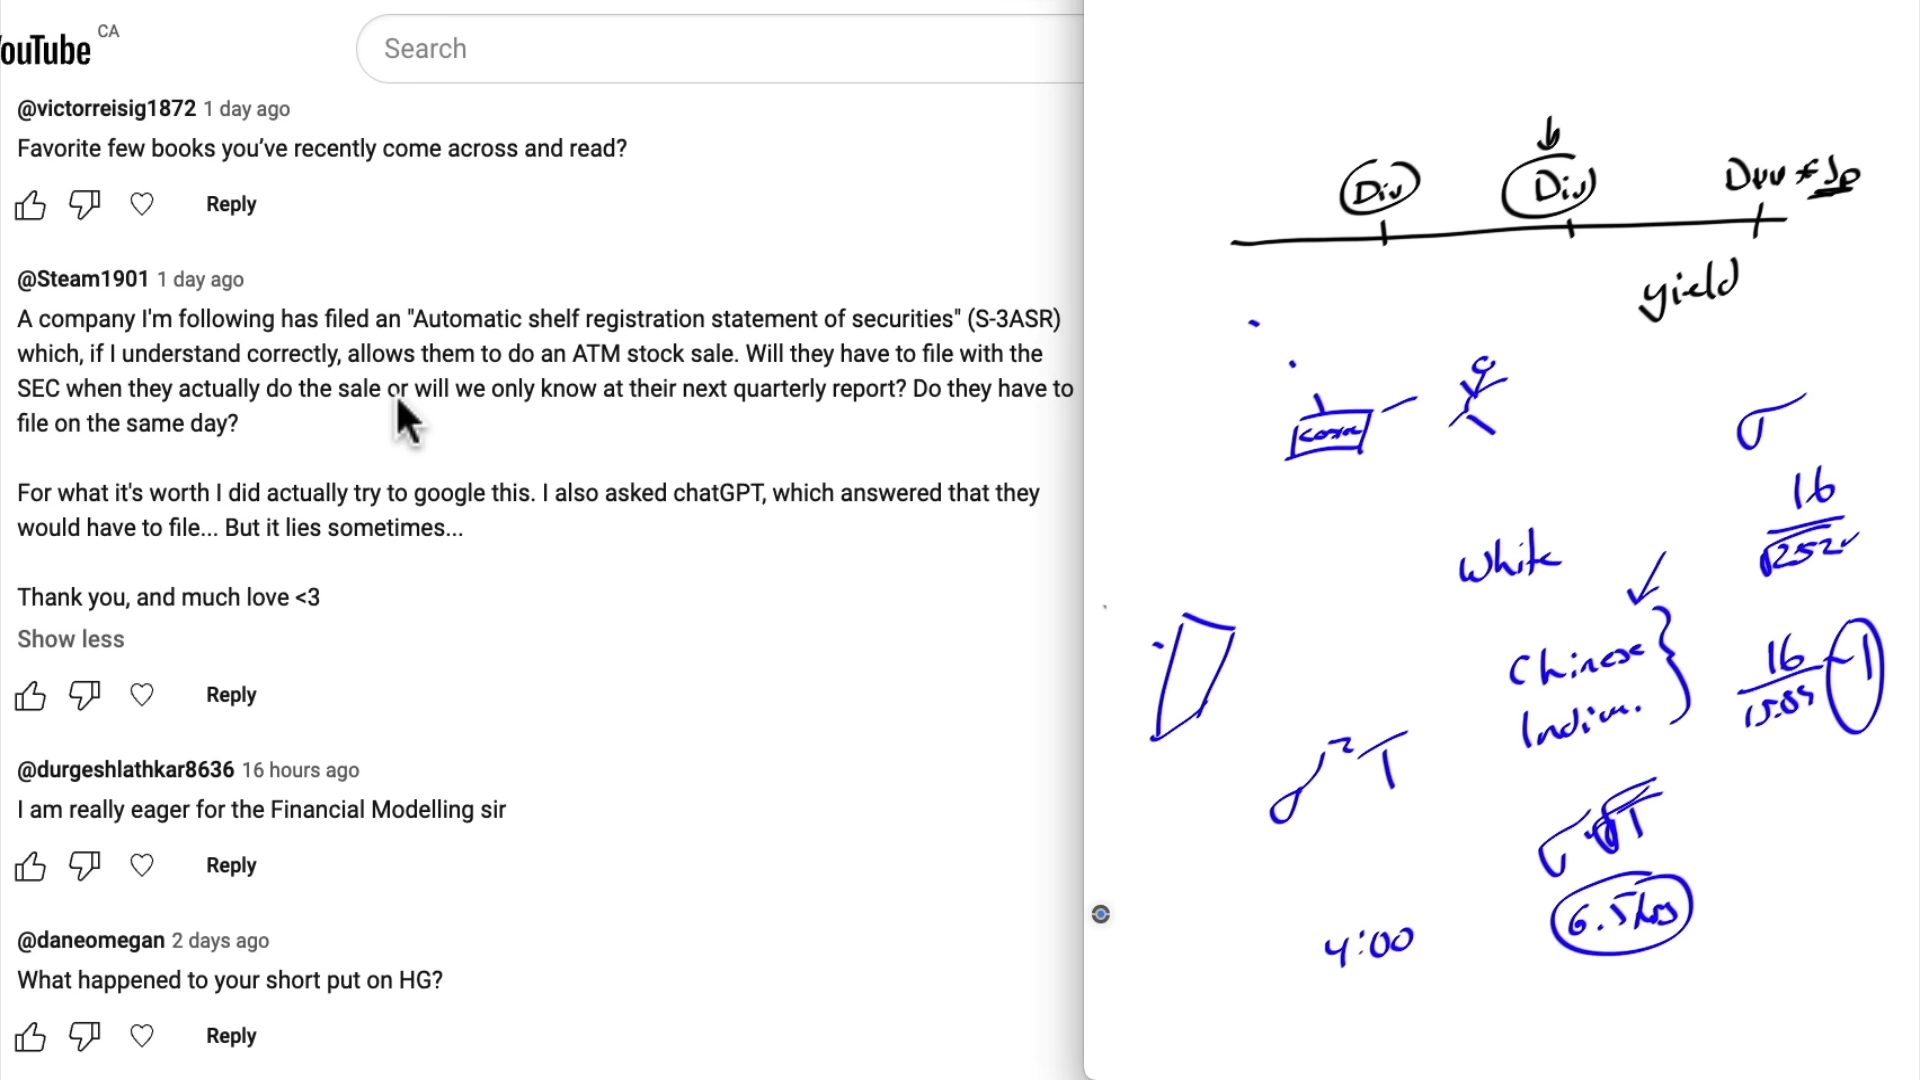 ouTube CA
Search
@victorreisig1872 1 day ago
Favorite few books you’ve recently come across and read?
Reply
@Steam1901 1 day ago
A company I'm following has filed an "Automatic shelf registration statement of securities" (S-3ASR)
which, if I understand correctly, allows them to do an ATM stock sale. Will they have to file with the
SEC when they actually do the sale or will we only know at their next quarterly report? Do they have to
file on the same day?
For what it's worth I did actually try to google this. I also asked chatGPT, which answered that they
would have to file... But it lies sometimes...
Thank you, and much love <3
Show less
Reply
@durgeshlathkar8636 16 hours ago
I am really eager for the Financial Modelling sir
Reply
@daneomegan 2 days ago
What happened to your short put on HG?
Reply
Div Div
yield
σ
16
√252
White
Chinese
16
σ²T
σ√T
6.5hrs
4:00